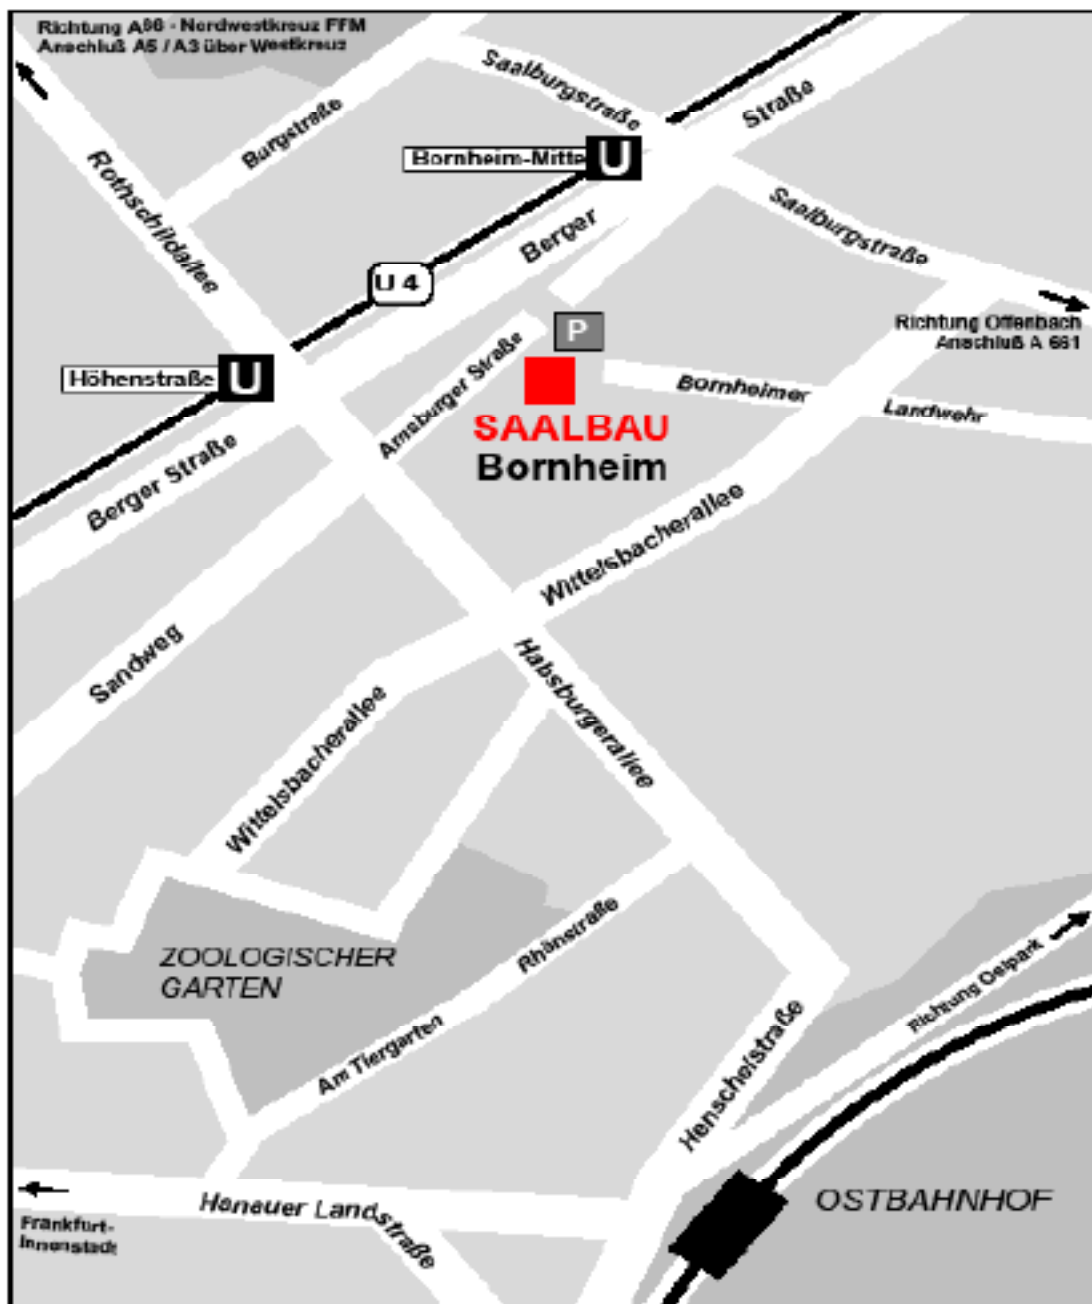 Richtung A66 - Nordwestkreuz FFM
Anschluß A5 / A3 über Westkreuz
Saalburgstraße
Straße
Burgstraße
Bornheim-Mitte U
Rothschildallee
Saalburgstraße
Berger
U 4
Richtung Offenbach
Anschluß A 661
P
Höhenstraße U
Arnsburger Straße
Bornheimer
Landwehr
SAALBAU
Bornheim
Berger Straße
Wittelsbacherallee
Sandweg
Habsburgerallee
Wittelsbacherallee
Rhönstraße
ZOOLOGISCHER
GARTEN
Richtung Ostpark
Am Tiergarten
Henschelstraße
OSTBAHNHOF
Hanauer Landstraße
Frankfurt-
Innenstadt